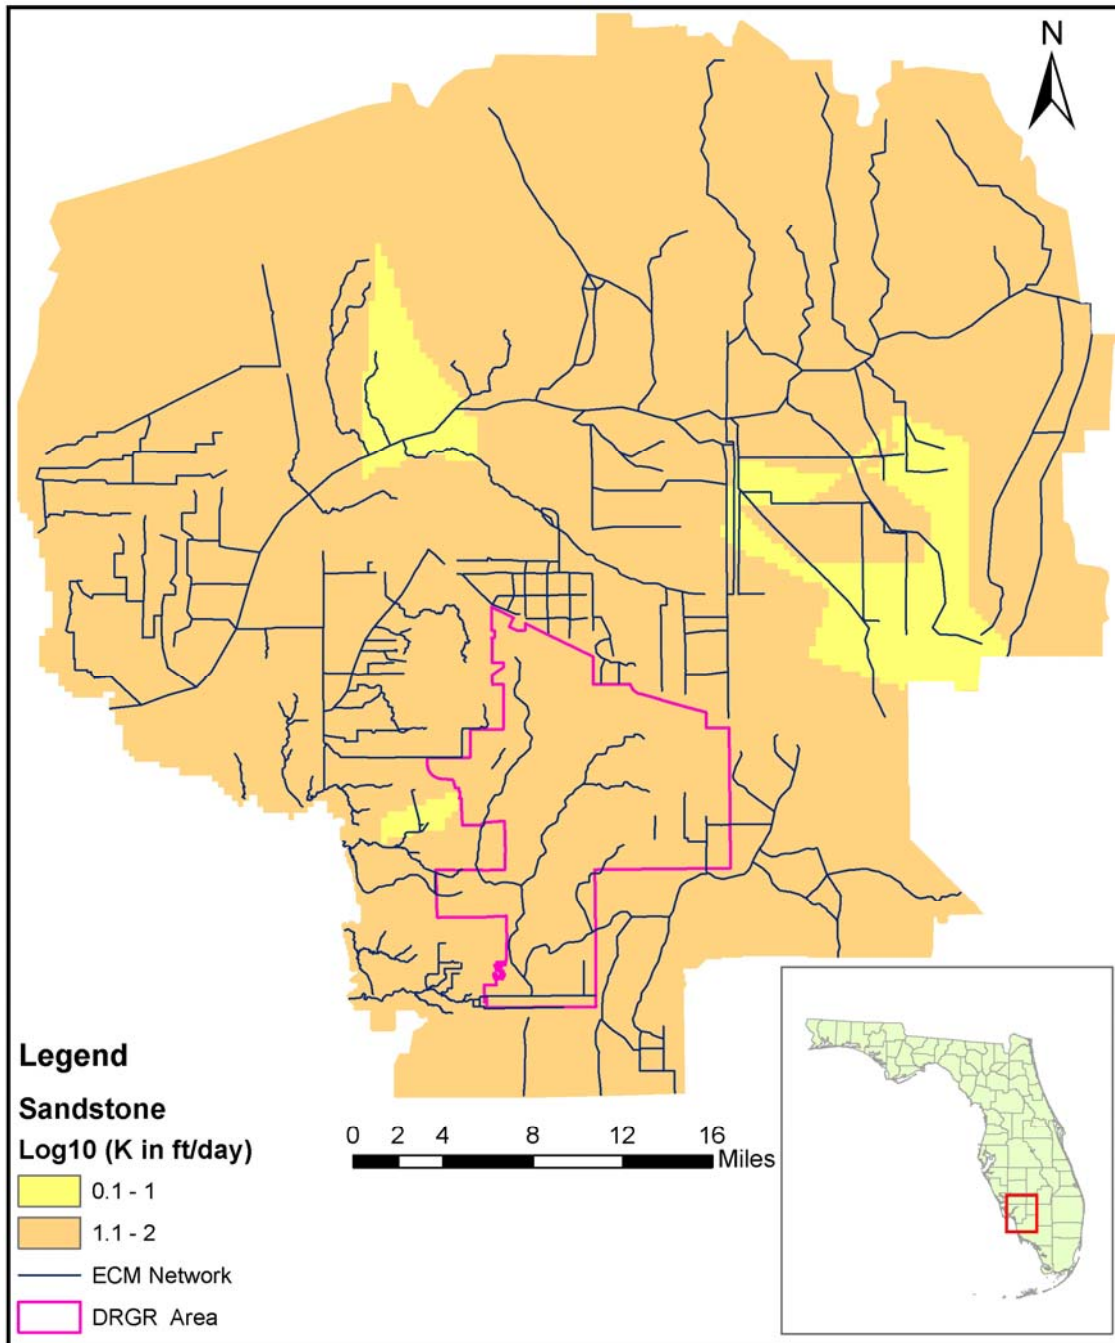 N
Legend
Sandstone
Log10 (K in ft/day)
0.1 - 1
1.1 - 2
ECM Network
DRGR Area
0 2 4 8 12 16
Miles